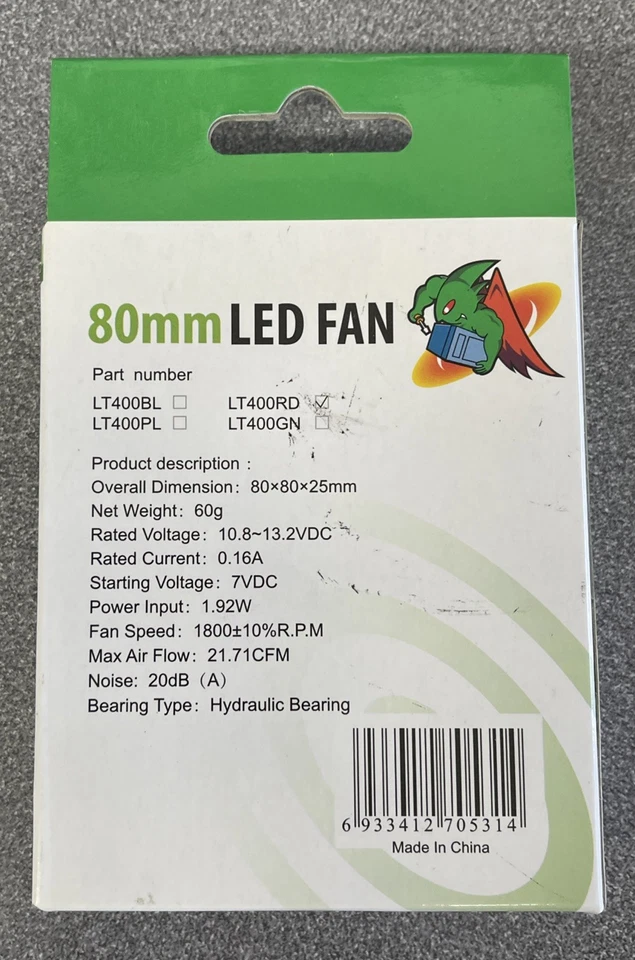 80mm LED FAN
Part number
LT400BL ☐ LT400RD ☑
LT400PL ☐ LT400GN ☐
Product description :
Overall Dimension: 80×80×25mm
Net Weight: 60g
Rated Voltage: 10.8~13.2VDC
Rated Current: 0.16A
Starting Voltage: 7VDC
Power Input: 1.92W
Fan Speed: 1800±10%R.P.M
Max Air Flow: 21.71CFM
Noise: 20dB (A)
Bearing Type: Hydraulic Bearing
6 933412 705314
Made In China